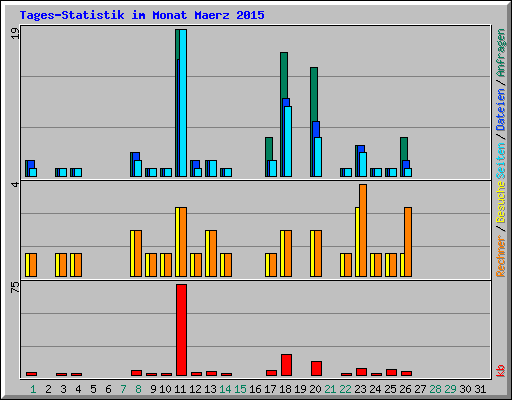 Tages-Statistik im Monat Maerz 2015
19
4
75
Rechner / Besuche Seiten / Dateien / Anfragen
kb
1 2 3 4 5 6 7 8 9 10 11 12 13 14 15 16 17 18 19 20 21 22 23 24 25 26 27 28 29 30 31